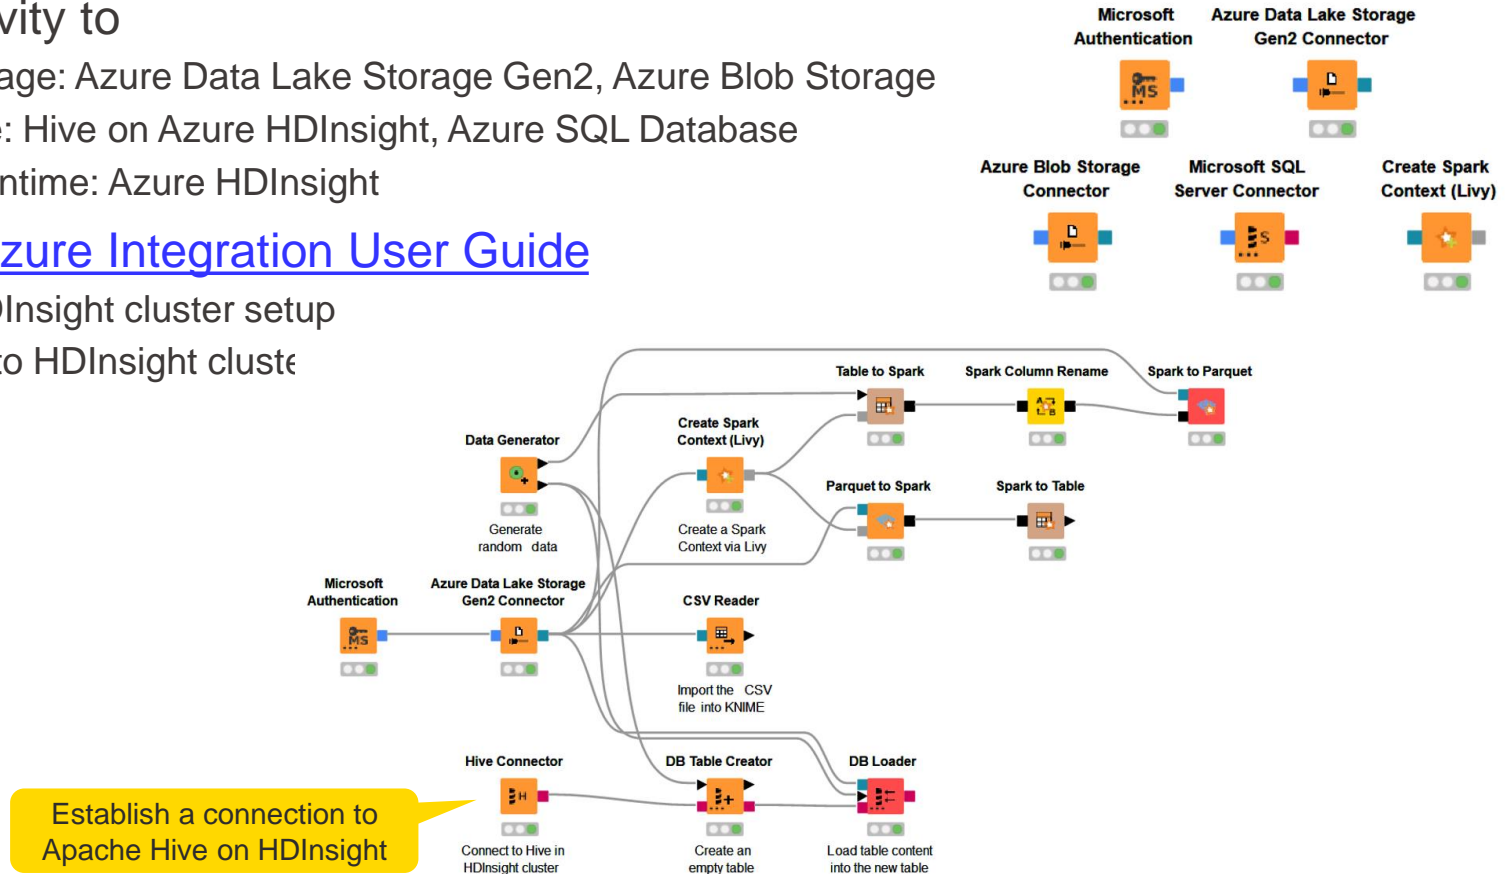 vity to
age: Azure Data Lake Storage Gen2, Azure Blob Storage
e: Hive on Azure HDInsight, Azure SQL Database
ntime: Azure HDInsight
zure Integration User Guide
DInsight cluster setup
to HDInsight cluste
Microsoft
Authentication
MS
Azure Data Lake Storage
Gen2 Connector
Azure Blob Storage
Connector
Microsoft SQL
Server Connector
S
Create Spark
Context (Livy)
Table to Spark
Spark Column Rename
A
B
Spark to Parquet
Data Generator
Generate
random data
Create Spark
Context (Livy)
Create a Spark
Context via Livy
Parquet to Spark
Spark to Table
Microsoft
Authentication
MS
Azure Data Lake Storage
Gen2 Connector
CSV Reader
Import the CSV
file into KNIME
Hive Connector
H
Connect to Hive in
HDInsight cluster
DB Table Creator
Create an
empty table
DB Loader
Load table content
into the new table
Establish a connection to
Apache Hive on HDInsight